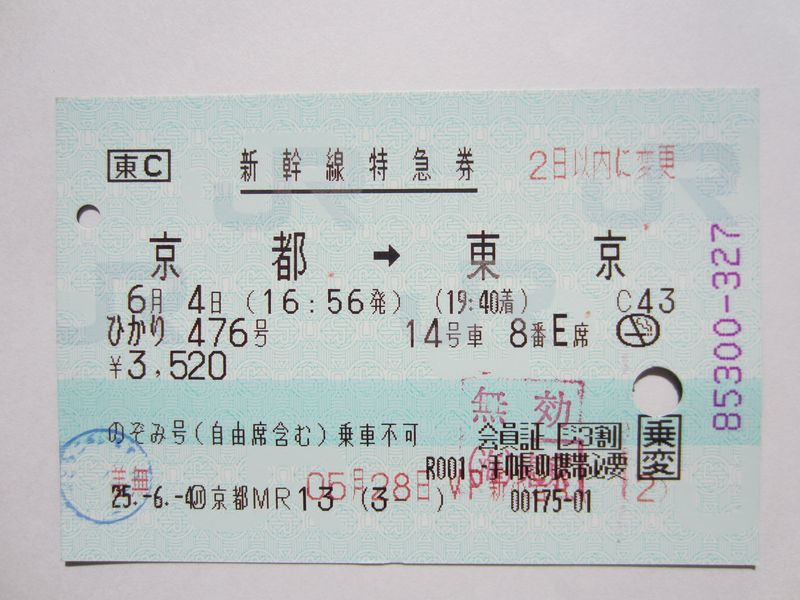 東C 新幹線特急券 2日以内に変更
京都 → 東京
6月 4日 (16:56発) (19:40着) C43
ひかり 476号 14号車 8番E席
¥3,520
無効
のぞみ号(自由席含む)乗車不可 会員証 ジパ割 乗変
R001 -手帳の携帯必要
05月28日
25.-6.-4 京都MR13 (3- ) 00175-01
85300-327